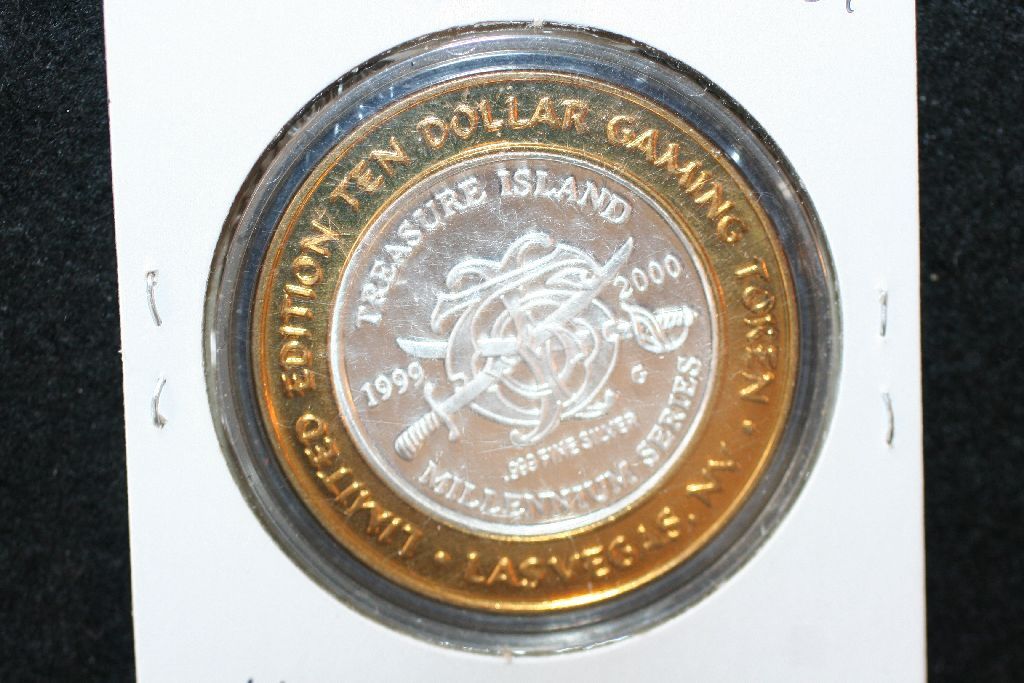 LIMITED EDITION TEN DOLLAR GAMING TOKEN •
LAS VEGAS, NV •
TREASURE ISLAND
1999
2000
G
.999 FINE SILVER
MILLENNIUM SERIES